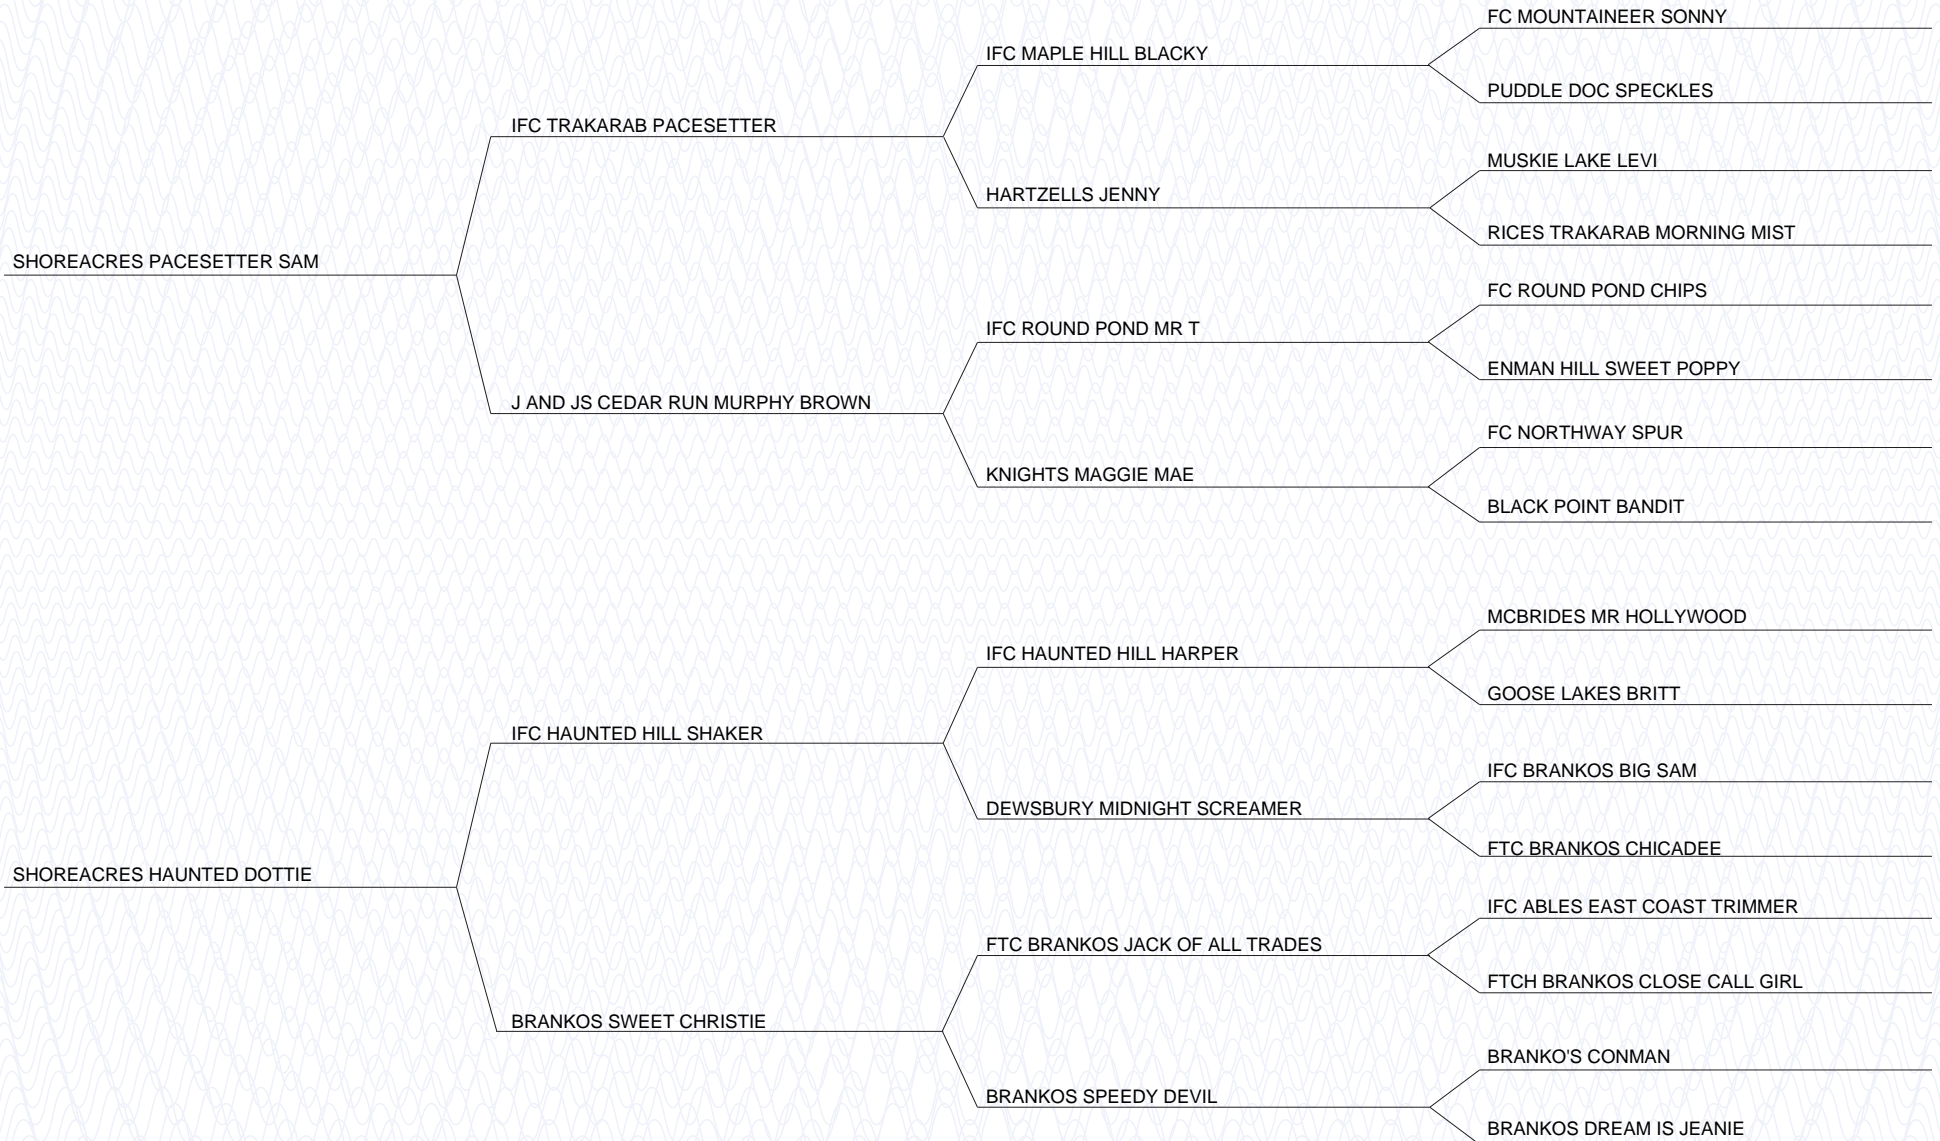 FC MOUNTAINEER SONNY
IFC MAPLE HILL BLACKY
PUDDLE DOC SPECKLES
IFC TRAKARAB PACESETTER
MUSKIE LAKE LEVI
HARTZELLS JENNY
RICES TRAKARAB MORNING MIST
SHOREACRES PACESETTER SAM
FC ROUND POND CHIPS
IFC ROUND POND MR T
ENMAN HILL SWEET POPPY
J AND JS CEDAR RUN MURPHY BROWN
FC NORTHWAY SPUR
KNIGHTS MAGGIE MAE
BLACK POINT BANDIT
MCBRIDES MR HOLLYWOOD
IFC HAUNTED HILL HARPER
GOOSE LAKES BRITT
IFC HAUNTED HILL SHAKER
IFC BRANKOS BIG SAM
DEWSBURY MIDNIGHT SCREAMER
FTC BRANKOS CHICADEE
SHOREACRES HAUNTED DOTTIE
IFC ABLES EAST COAST TRIMMER
FTC BRANKOS JACK OF ALL TRADES
FTCH BRANKOS CLOSE CALL GIRL
BRANKOS SWEET CHRISTIE
BRANKO'S CONMAN
BRANKOS SPEEDY DEVIL
BRANKOS DREAM IS JEANIE